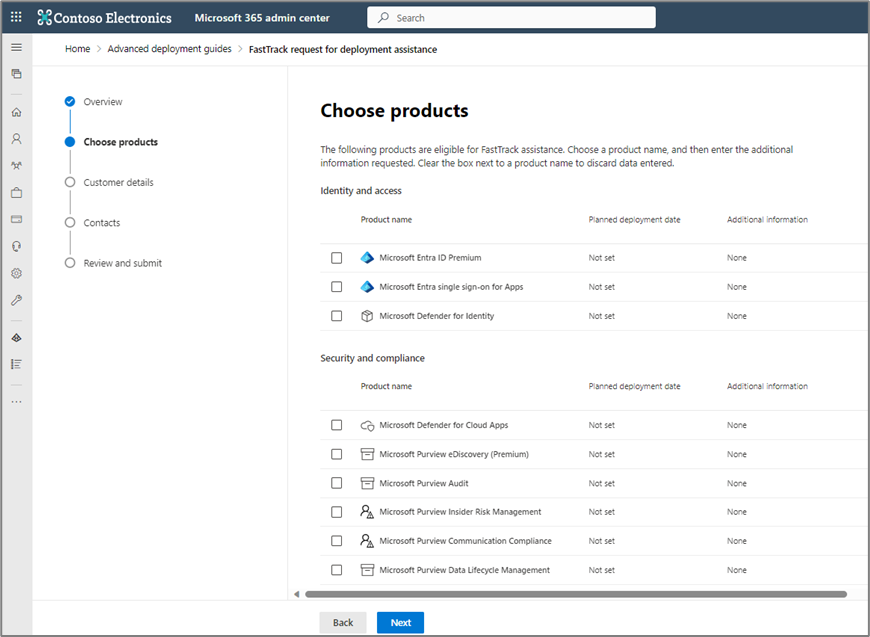 Contoso Electronics Microsoft 365 admin center Search
Home > Advanced deployment guides > FastTrack request for deployment assistance
Overview
Choose products
Customer details
Contacts
Review and submit
Choose products
The following products are eligible for FastTrack assistance. Choose a product name, and then enter the additional
information requested. Clear the box next to a product name to discard data entered.
Identity and access
Product name Planned deployment date Additional information
Microsoft Entra ID Premium Not set None
Microsoft Entra single sign-on for Apps Not set None
Microsoft Defender for Identity Not set None
Security and compliance
Product name Planned deployment date Additional information
Microsoft Defender for Cloud Apps Not set None
Microsoft Purview eDiscovery (Premium) Not set None
Microsoft Purview Audit Not set None
Microsoft Purview Insider Risk Management Not set None
Microsoft Purview Communication Compliance Not set None
Microsoft Purview Data Lifecycle Management Not set None
Back Next